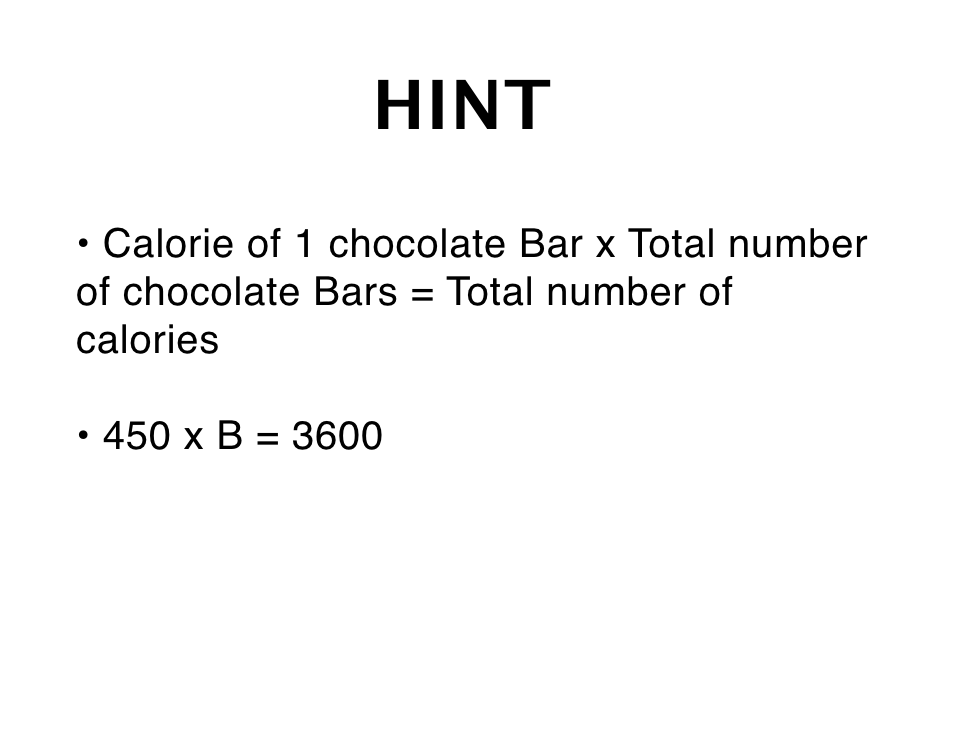 HINT
• Calorie of 1 chocolate Bar x Total number
of chocolate Bars = Total number of
calories
• 450 x B = 3600